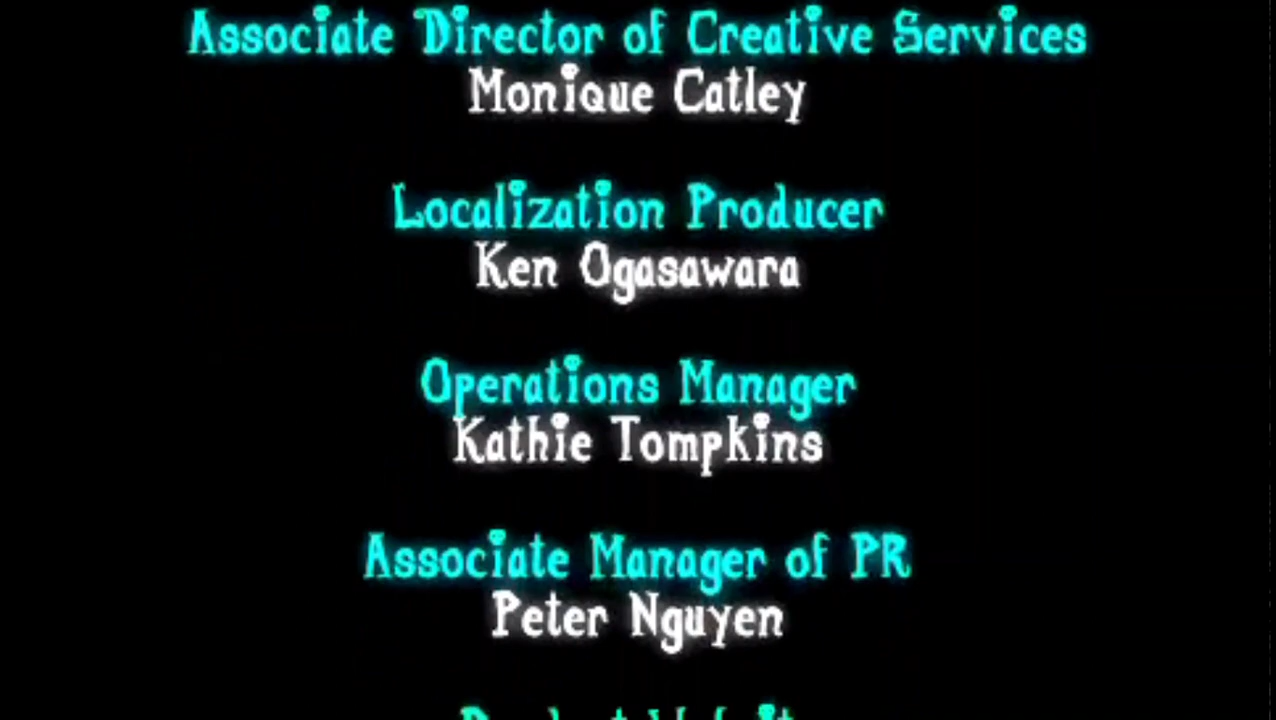 Associate Director of Creative Services
Monique Catley
Localization Producer
Ken Ogasawara
Operations Manager
Kathie Tompkins
Associate Manager of PR
Peter Nguyen